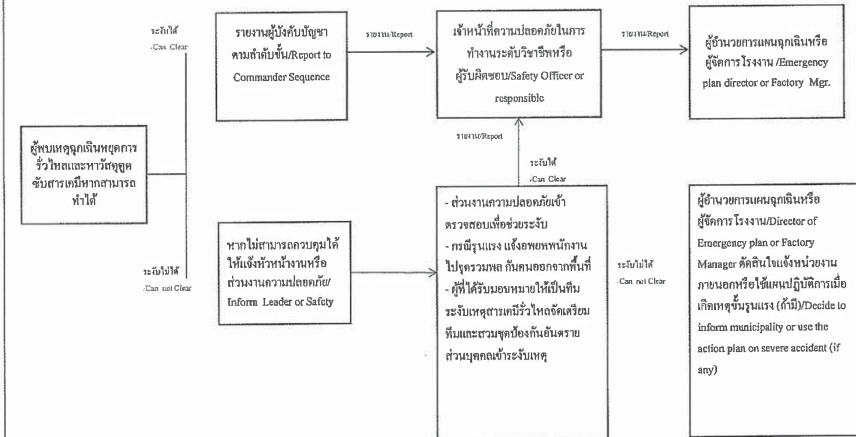 ระงับได้
-Can Clear
รายงานผู้บังคับบัญชา
ตามลำดับขั้น/Report to
Commander Sequence
รายงาน/Report
เจ้าหน้าที่ความปลอดภัยในการ
ทำงานระดับวิชาชีพหรือ
ผู้รับผิดชอบ/Safety Officer or
responsible
รายงาน/Report
ผู้อำนวยการแผนฉุกเฉินหรือ
ผู้จัดการโรงงาน /Emergency
plan director or Factory Mgr.
ผู้พบเหตุฉุกเฉินหยุดการ
รั่วไหลและหาวัสดุดูด
ซับสารเคมีหากสามารถ
ทำได้
รายงาน/Report
ระงับได้
-Can Clear
ระงับไม่ได้
-Can not Clear
หากไม่สามารถควบคุมได้
ให้แจ้งหัวหน้างานหรือ
ส่วนงานความปลอดภัย/
Inform Leader or Safety
- ส่วนงานความปลอดภัยเข้า
ตรวจสอบเพื่อช่วยระงับ
- กรณีรุนแรง แจ้งอพยพพนักงาน
ไปจุดรวมพล กันคนออกจากพื้นที่
- ผู้ที่ได้รับมอบหมายให้เป็นทีม
ระงับเหตุสารเคมีรั่วไหลจัดเตรียม
ทีมและสวมชุดป้องกันอันตราย
ส่วนบุคคลเข้าระงับเหตุ
ระงับไม่ได้
-Can not Clear
ผู้อำนวยการแผนฉุกเฉินหรือ
ผู้จัดการโรงงาน/Director of
Emergency plan or Factory
Manager ตัดสินใจแจ้งหน่วยงาน
ภายนอกหรือใช้แผนปฏิบัติการเมื่อ
เกิดเหตุขั้นรุนแรง (ถ้ามี)/Decide to
inform municipality or use the
action plan on severe accident (if
any)